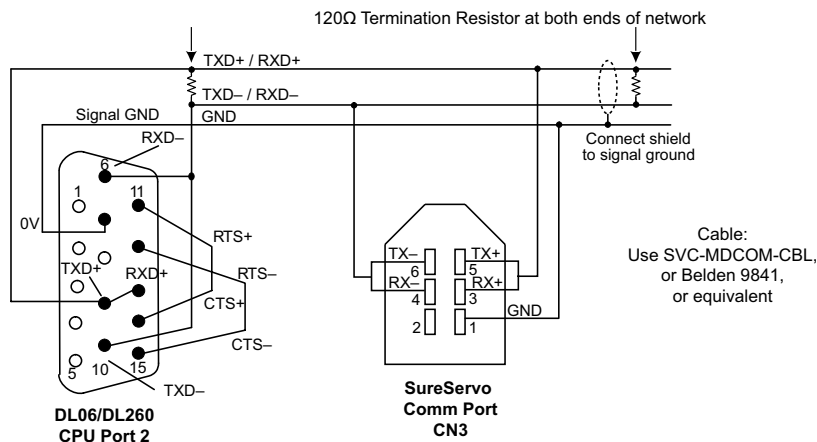 120Ω Termination Resistor at both ends of network
TXD+ / RXD+
TXD– / RXD–
Signal GND
GND
RXD–
Connect shield
to signal ground
6
1
11
0V
RTS+
TXD+
RXD+
RTS–
CTS+
CTS–
5
10
15
TXD–
DL06/DL260
CPU Port 2
TX–
TX+
6
5
RX–
RX+
4
3
GND
2
1
SureServo
Comm Port
CN3
Cable:
Use SVC-MDCOM-CBL,
or Belden 9841,
or equivalent